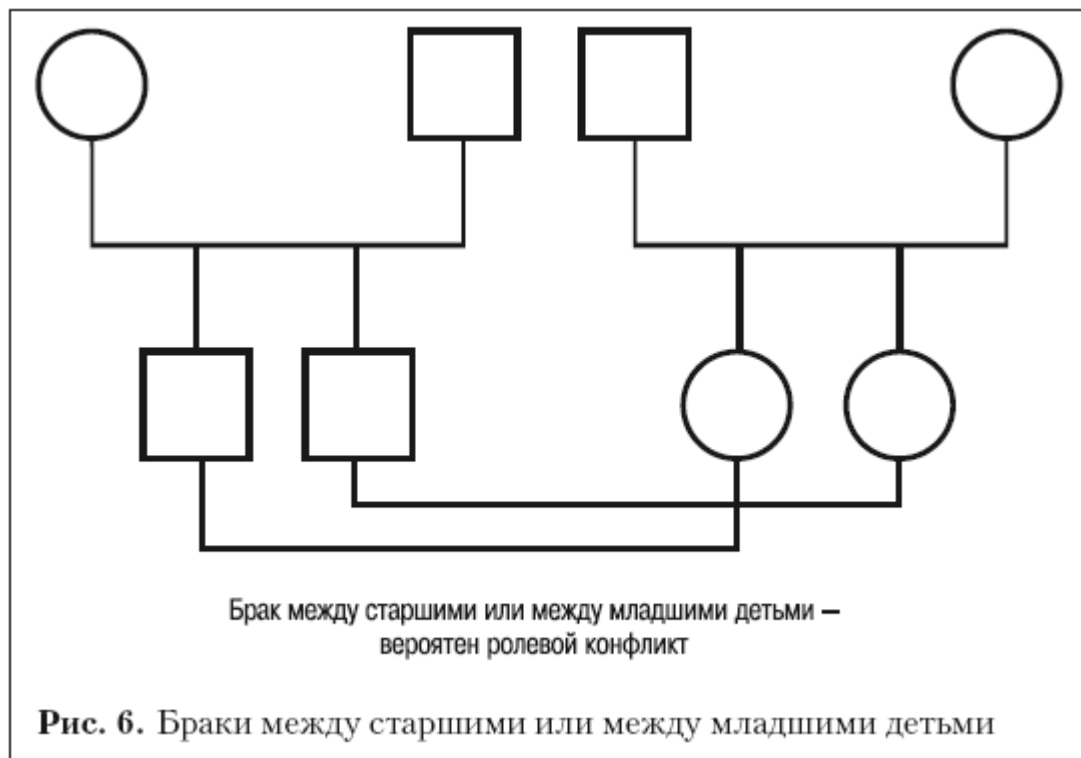 Брак между старшими или между младшими детьми –
вероятен ролевой конфликт
Рис. 6. Браки между старшими или между младшими детьми